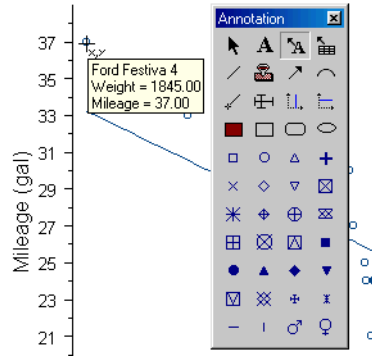 Annotation
A A
37
x,y
Ford Festiva 4
Weight = 1845.00
Mileage = 37.00
35
33
31
29
27
25
23
21
Mileage (gal)